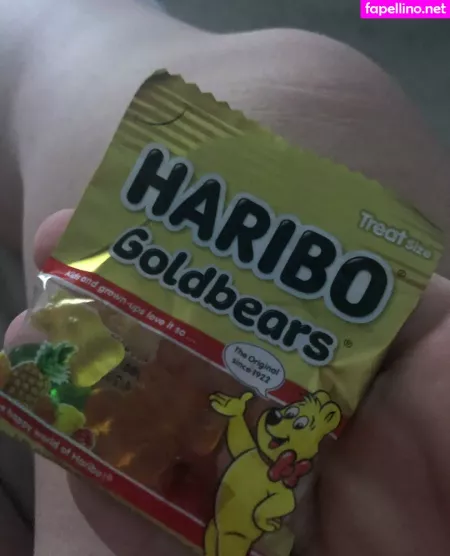 fapellino.net
HARIBO
Treat size
Goldbears
Kids and grown-ups love it so ...
The Original
since 1922
happy world of Haribo!